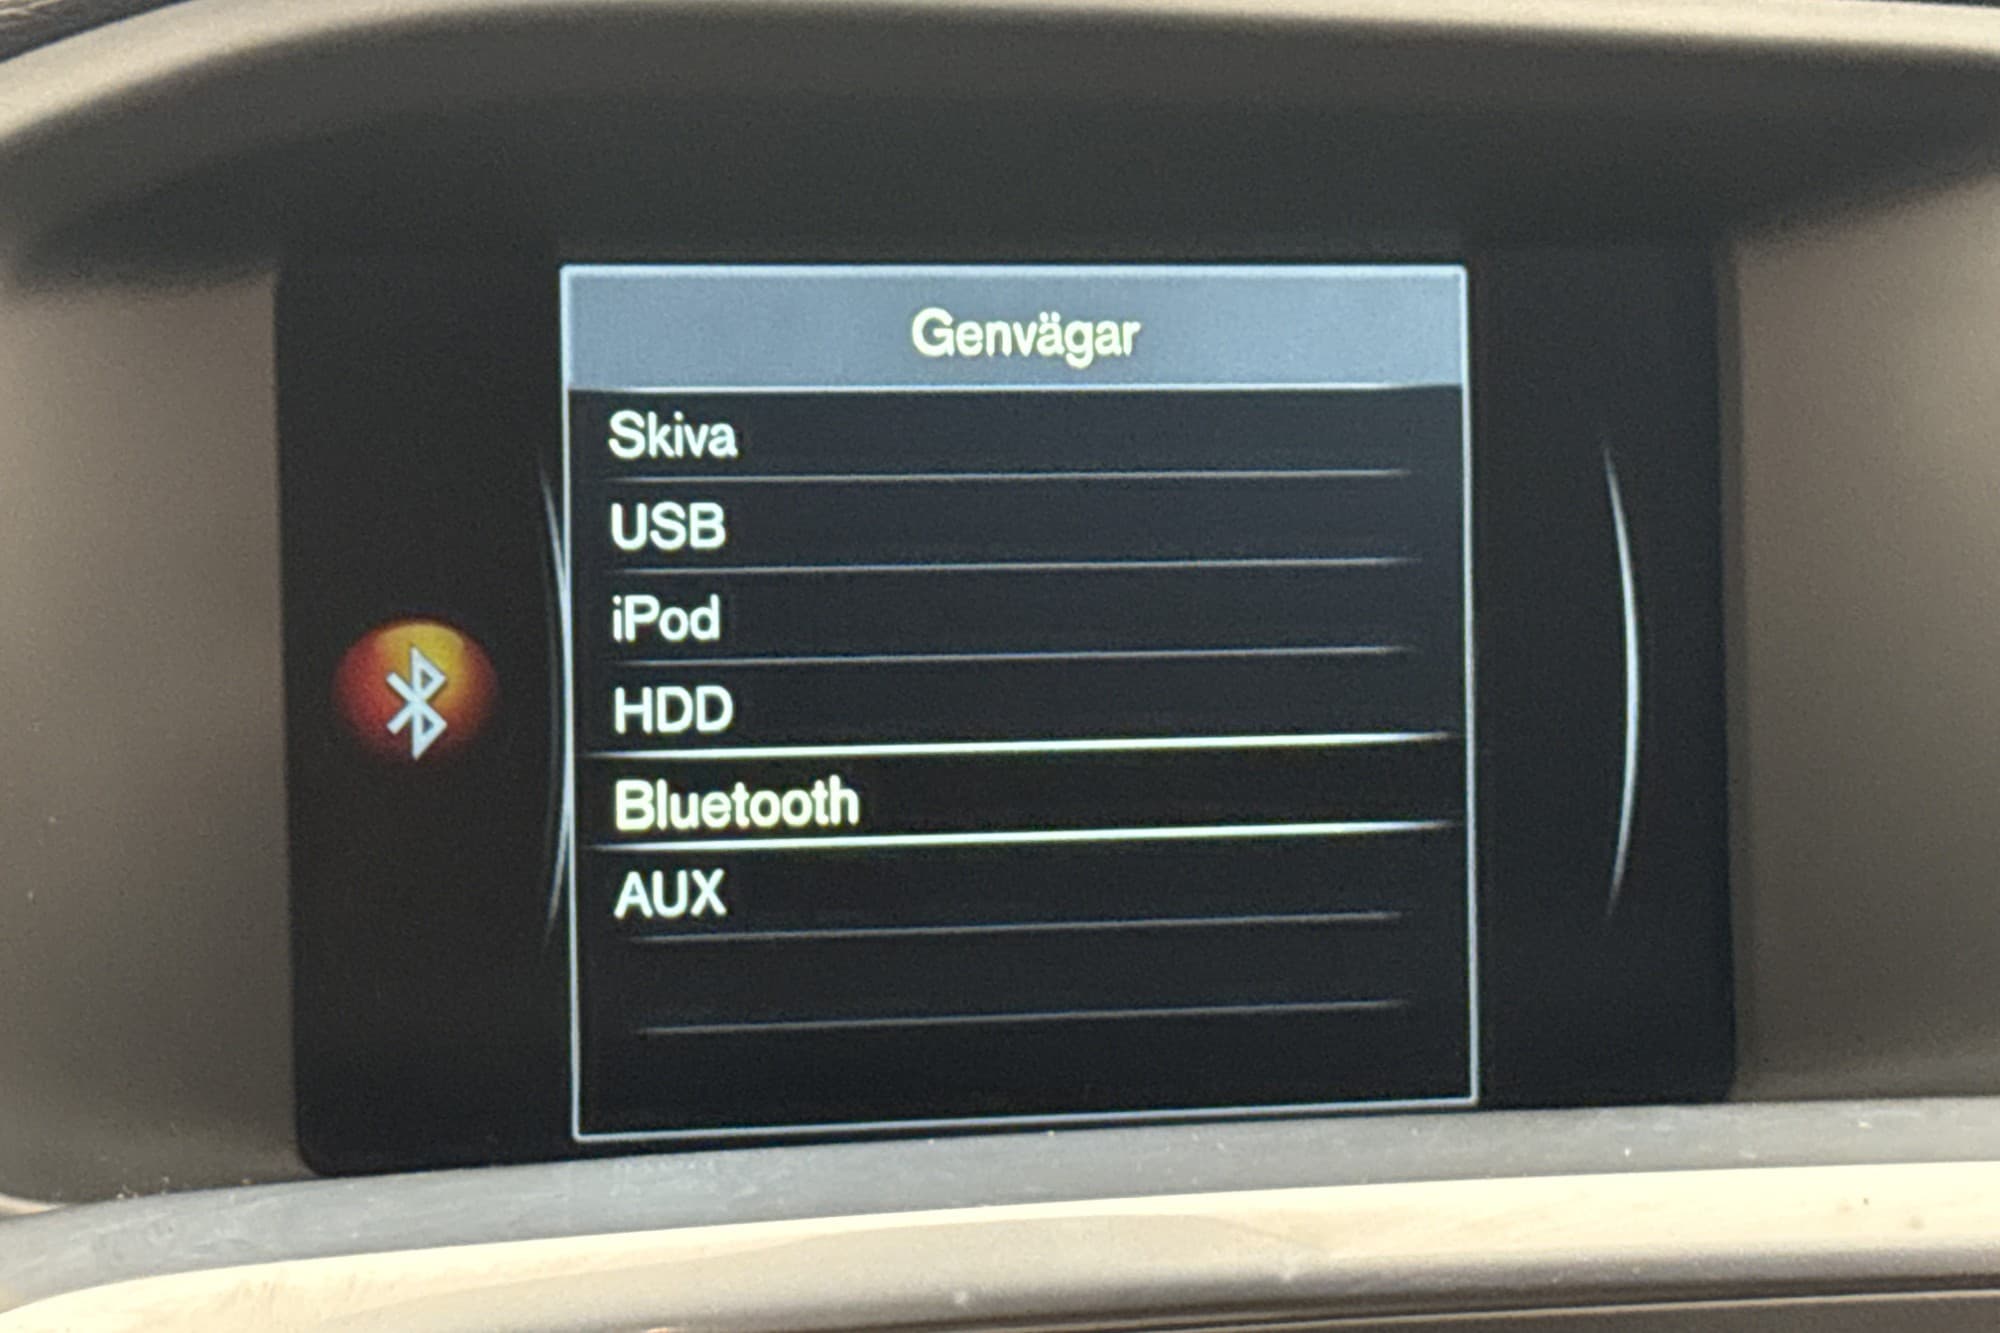 Genvägar
Skiva
USB
iPod
HDD
Bluetooth
AUX